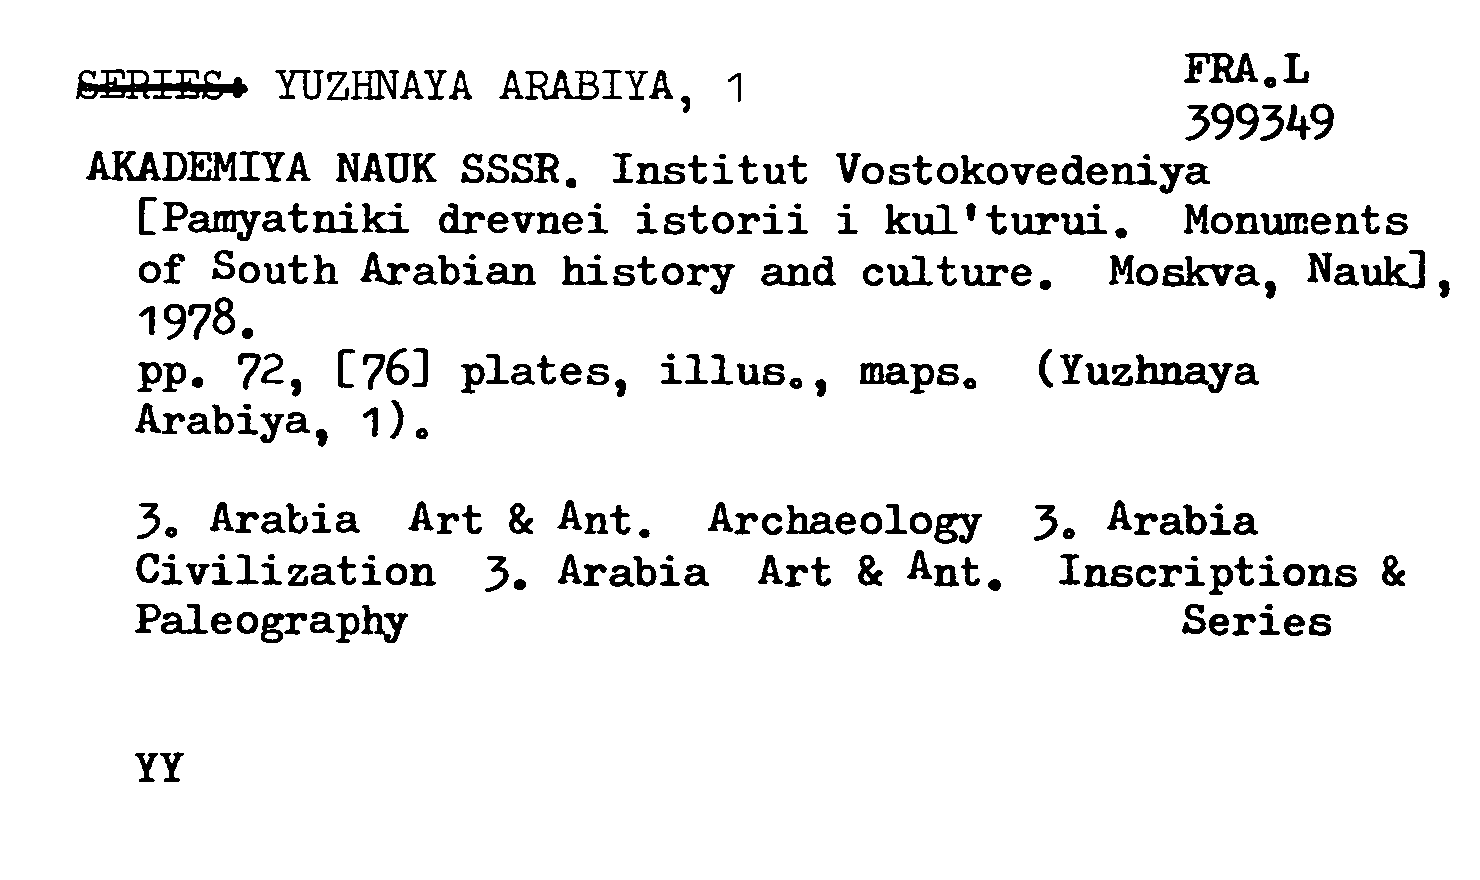 SERIES: YUZHNAYA ARABIYA, 1
FRA.L
399349
AKADEMIYA NAUK SSSR. Institut Vostokovedeniya
[Pamyatniki drevnei istorii i kul'turui. Monuments
of South Arabian history and culture. Moskva, Nauk],
1978.
pp. 72, [76] plates, illus., maps. (Yuzhnaya
Arabiya, 1).
3. Arabia Art & Ant. Archaeology 3. Arabia
Civilization 3. Arabia Art & Ant. Inscriptions &
Paleography Series
YY